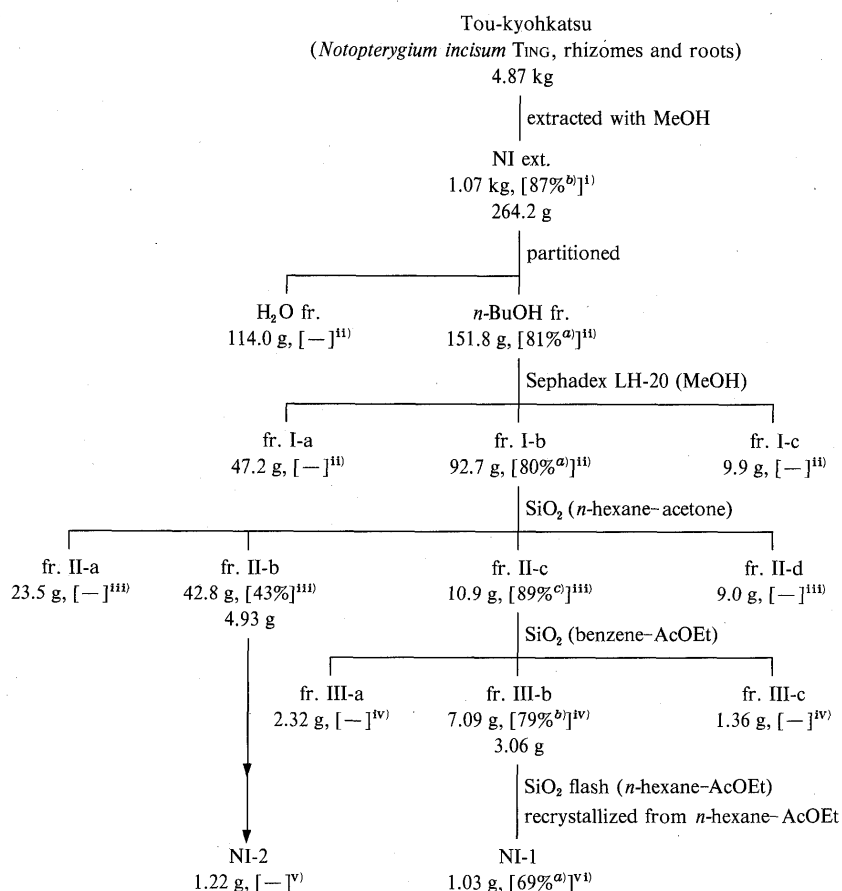 Tou-kyohkatsu
(Notopterygium incisum TING, rhizomes and roots)
4.87 kg
extracted with MeOH
NI ext.
1.07 kg, [87%b)]i)
264.2 g
partitioned
H2O fr. n-BuOH fr.
114.0 g, [—]ii) 151.8 g, [81%a)]ii)
Sephadex LH-20 (MeOH)
fr. I-a fr. I-b fr. I-c
47.2 g, [—]ii) 92.7 g, [80%a)]ii) 9.9 g, [—]ii)
SiO2 (n-hexane-acetone)
fr. II-a fr. II-b fr. II-c fr. II-d
23.5 g, [—]iii) 42.8 g, [43%]iii) 10.9 g, [89%c)]iii) 9.0 g, [—]iii)
4.93 g
SiO2 (benzene-AcOEt)
fr. III-a fr. III-b fr. III-c
2.32 g, [—]iv) 7.09 g, [79%b)]iv) 1.36 g, [—]iv)
3.06 g
SiO2 flash (n-hexane-AcOEt)
recrystallized from n-hexane-AcOEt
NI-2 NI-1
1.22 g, [—]v) 1.03 g, [69%a)]vi)